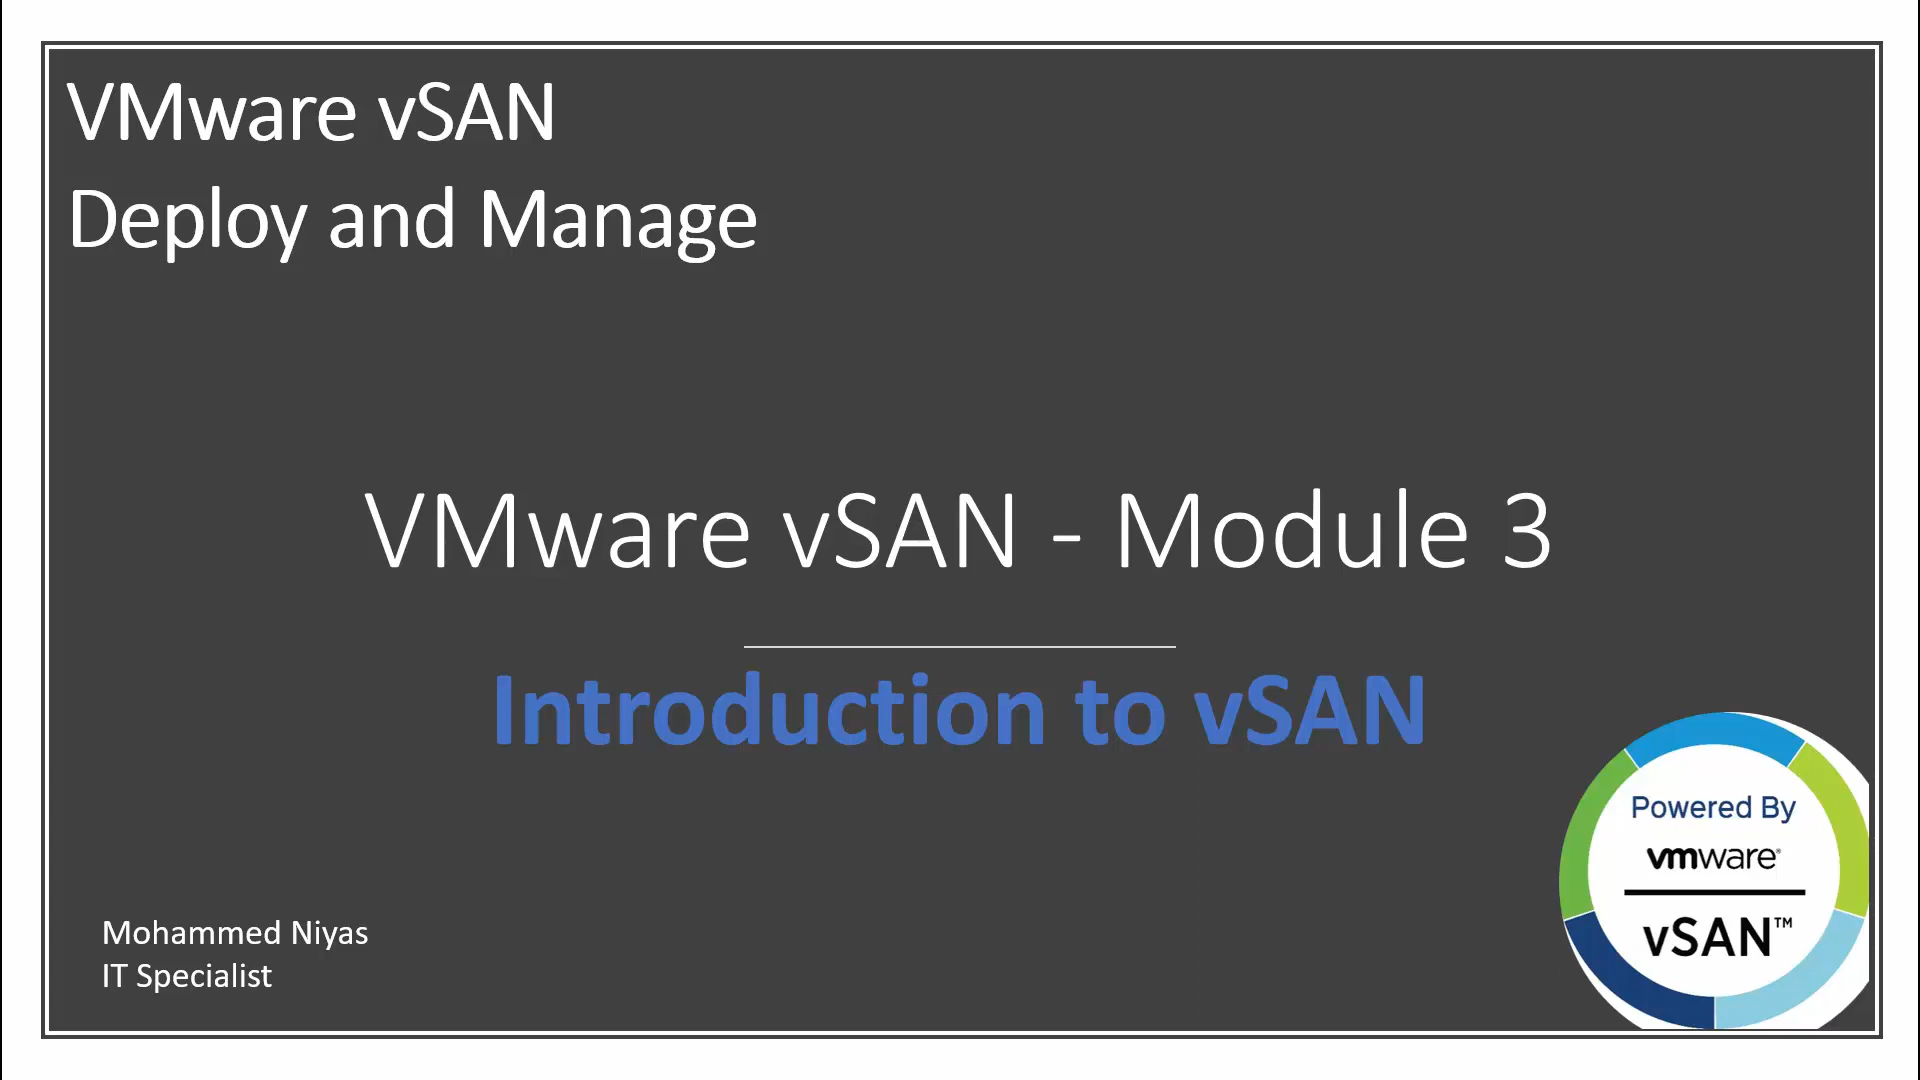 VMware vSAN
Deploy and Manage
VMware vSAN - Module 3
Introduction to vSAN
Mohammed Niyas
IT Specialist
Powered By
vmware®
vSAN™